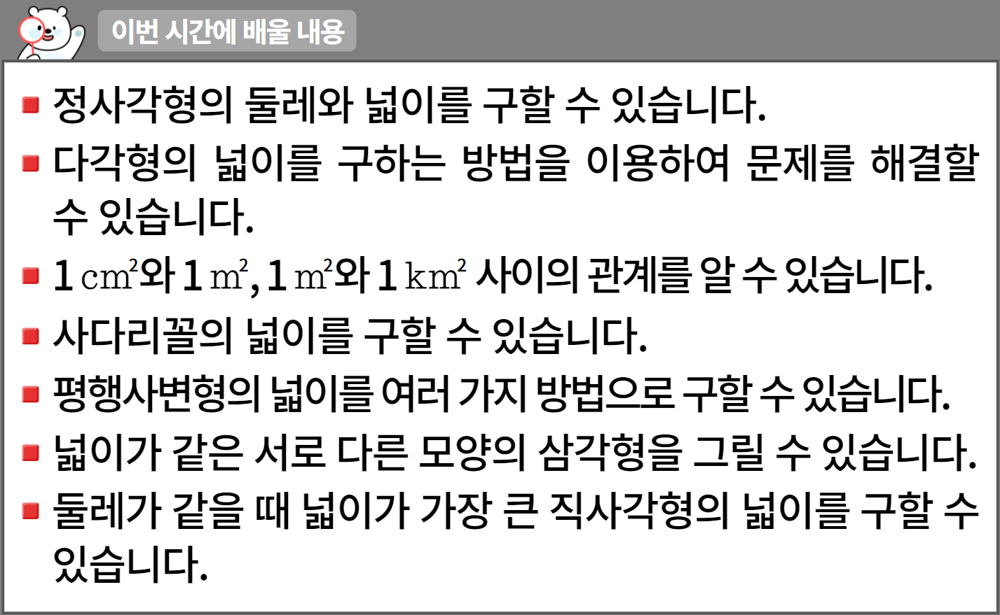 이번 시간에 배울 내용
정사각형의 둘레와 넓이를 구할 수 있습니다.
다각형의 넓이를 구하는 방법을 이용하여 문제를 해결할
수 있습니다.
1 cm²와 1 m², 1 m²와 1 km² 사이의 관계를 알 수 있습니다.
사다리꼴의 넓이를 구할 수 있습니다.
평행사변형의 넓이를 여러 가지 방법으로 구할 수 있습니다.
넓이가 같은 서로 다른 모양의 삼각형을 그릴 수 있습니다.
둘레가 같을 때 넓이가 가장 큰 직사각형의 넓이를 구할 수
있습니다.